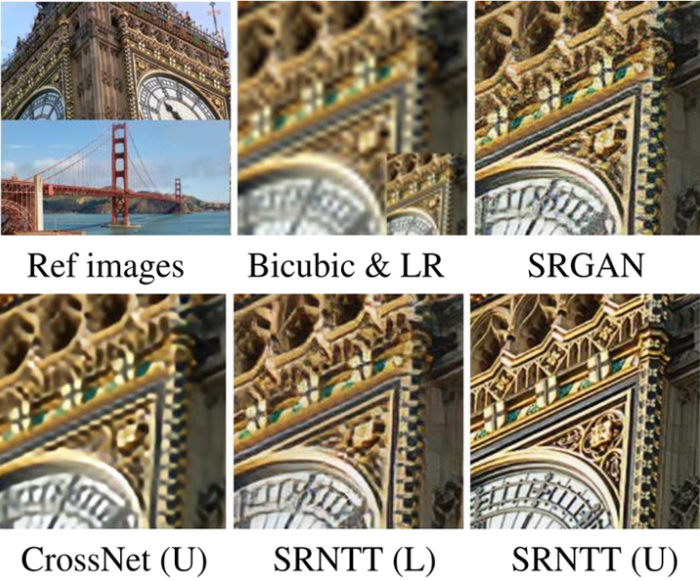 Ref images
Bicubic & LR
SRGAN
CrossNet (U)
SRNTT (L)
SRNTT (U)